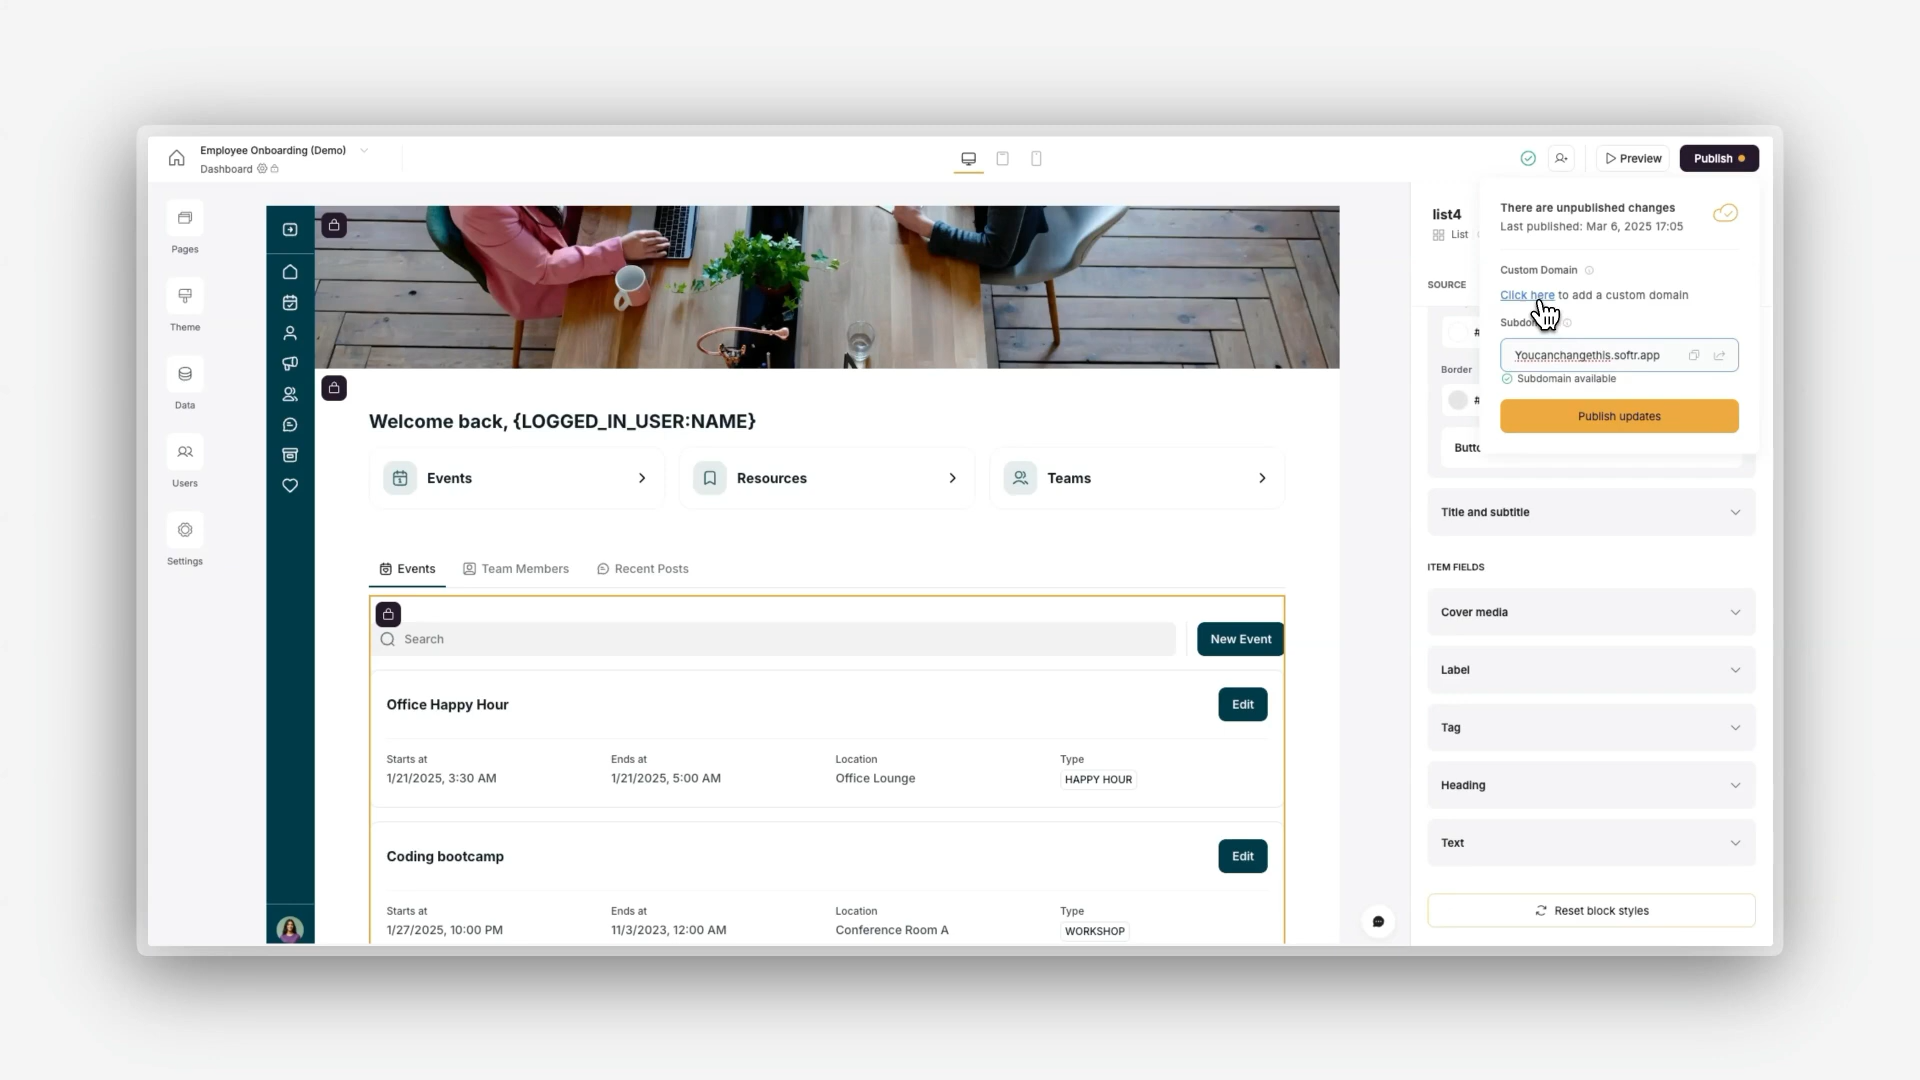 Employee Onboarding (Demo)
Dashboard
Preview
Publish
Pages
Theme
Data
Users
Settings
Welcome back, {LOGGED_IN_USER:NAME}
Events
Resources
Teams
Events
Team Members
Recent Posts
Search
New Event
Office Happy Hour
Edit
Starts at
Ends at
Location
Type
1/21/2025, 3:30 AM
1/21/2025, 5:00 AM
Office Lounge
HAPPY HOUR
Coding bootcamp
Edit
Starts at
Ends at
Location
Type
1/27/2025, 10:00 PM
11/3/2023, 12:00 AM
Conference Room A
WORKSHOP
list4
List
SOURCE
#
Border
#
There are unpublished changes
Last published: Mar 6, 2025 17:05
Custom Domain
Click here to add a custom domain
Youcanchangethis.softr.app
Subdomain available
Publish updates
Title and subtitle
ITEM FIELDS
Cover media
Label
Tag
Heading
Text
Reset block styles